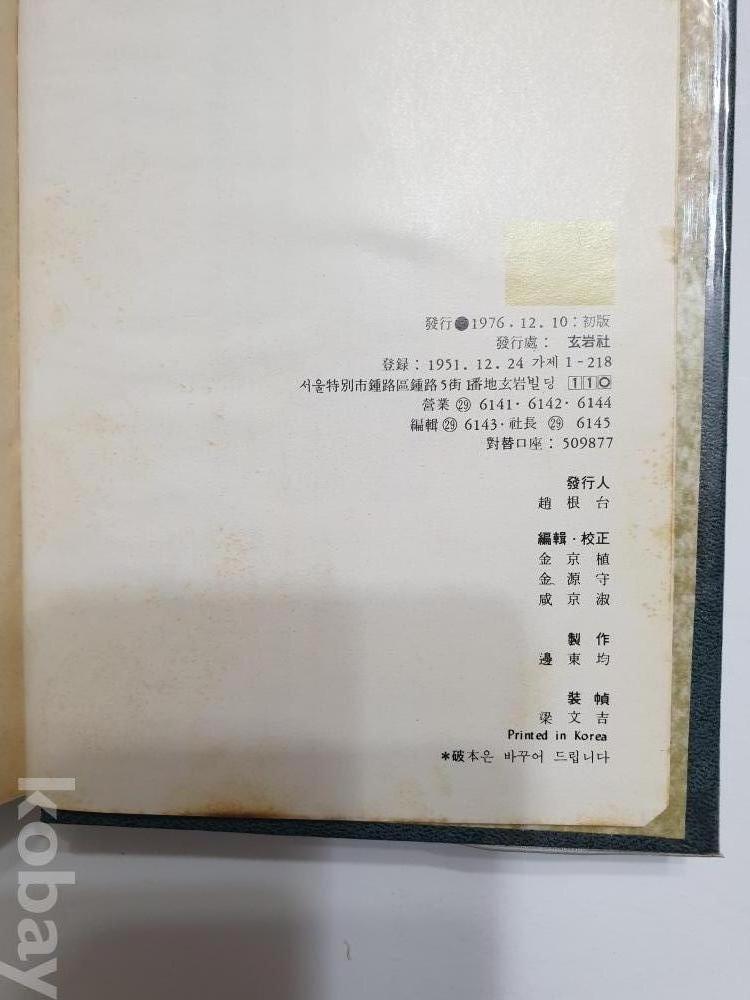 發行●1976. 12. 10：初版
發行處： 玄岩社
登録：1951. 12. 24 가제 1-218
서울特別市鍾路區鍾路5街1番地玄岩빌딩 110
營業 ㉙ 6141· 6142· 6144
編輯 ㉙ 6143·社長 ㉙ 6145
對替口座：509877
發行人
趙根台
編輯·校正
金京植
金源守
咸京淑
製作
邊東均
裝幀
梁文吉
Printed in Korea
*破本은 바꾸어 드립니다
kobay